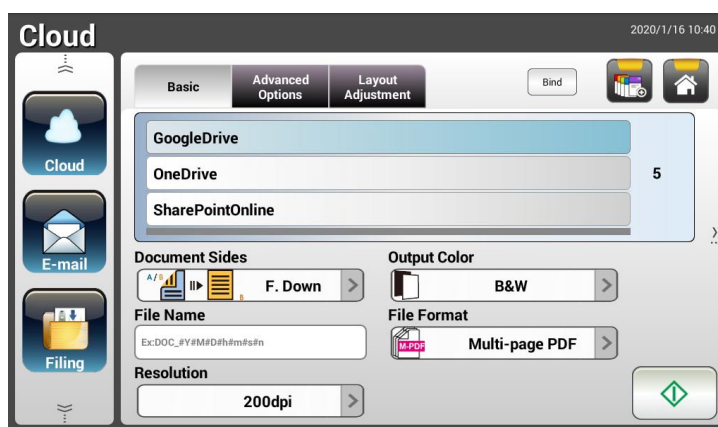 Cloud
2020/1/16 10:40
Basic
Advanced Options
Layout Adjustment
Bind
Cloud
E-mail
Filing
GoogleDrive
OneDrive
SharePointOnline
5
Document Sides
A/B
B
F. Down
Output Color
B&W
File Name
Ex:DOC_#Y#M#D#h#m#s#n
File Format
M-PDF
Multi-page PDF
Resolution
200dpi